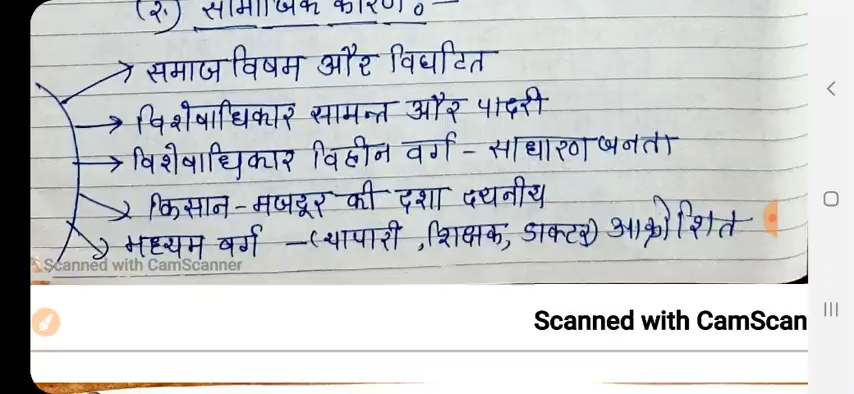 (२.) सामाजिक कारण :-
→ समाज विषम और विघटित
→ विशेषाधिकार सामन्त और पादरी
→ विशेषाधिकार विहीन वर्ग - साधारण जनता
→ किसान - मजदूर की दशा दयनीय
→ मध्यम वर्ग - (व्यापारी, शिक्षक, डाक्टर) आक्रोशित
Scanned with CamScanner
Scanned with CamScan